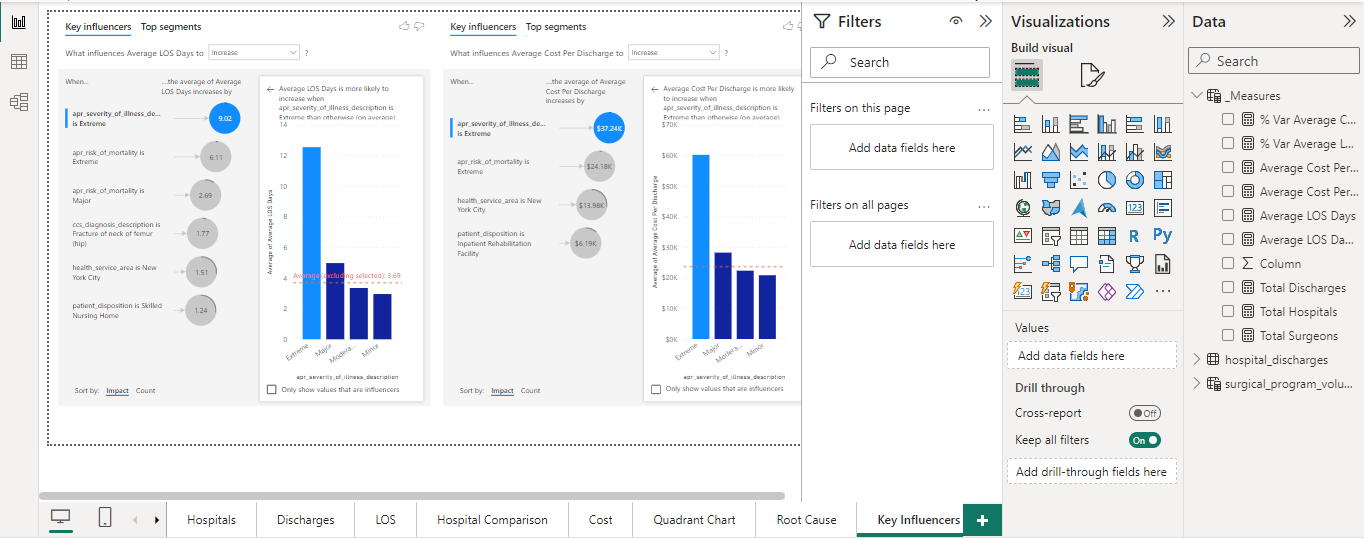 Key influencers Top segments
What influences Average LOS Days to Increase ?
When...
...the average of Average
LOS Days increases by
apr_severity_of_illness_de...
is Extreme
9.02
apr_risk_of_mortality is
Extreme
6.11
apr_risk_of_mortality is
Major
2.69
ccs_diagnosis_description is
Fracture of neck of femur
(hip)
1.77
health_service_area is New
York City
1.51
patient_disposition is Skilled
Nursing Home
1.24
Sort by: Impact Count
Average LOS Days is more likely to
increase when
apr_severity_of_illness_description is
Extreme than otherwise (on average).
Average of Average LOS Days
14
12
10
8
6
4
2
0
Average (excluding selected): 3.69
Extreme
Major
Modera...
Minor
apr_severity_of_illness_description
Only show values that are influencers
Key influencers Top segments
What influences Average Cost Per Discharge to Increase ?
When...
...the average of Average
Cost Per Discharge
increases by
apr_severity_of_illness_de...
is Extreme
$37.24K
apr_risk_of_mortality is
Extreme
$24.18K
health_service_area is New
York City
$13.98K
patient_disposition is
Inpatient Rehabilitation
Facility
$6.19K
Sort by: Impact Count
Average Cost Per Discharge is more likely
to increase when
apr_severity_of_illness_description is
Extreme than otherwise (on average).
Average of Average Cost Per Discharge
$70K
$60K
$50K
$40K
$30K
$20K
$10K
$0K
Extreme
Major
Modera...
Minor
apr_severity_of_illness_description
Only show values that are influencers
Filters
Search
Filters on this page ...
Add data fields here
Filters on all pages ...
Add data fields here
Visualizations
Build visual
123
R
Py
123
...
Values
Add data fields here
Drill through
Cross-report Off
Keep all filters On
Add drill-through fields here
Data
Search
_Measures
% Var Average C...
% Var Average L...
Average Cost Per...
Average Cost Per...
Average LOS Days
Average LOS Da...
Column
Total Discharges
Total Hospitals
Total Surgeons
hospital_discharges
surgical_program_volu...
Hospitals
Discharges
LOS
Hospital Comparison
Cost
Quadrant Chart
Root Cause
Key Influencers
+